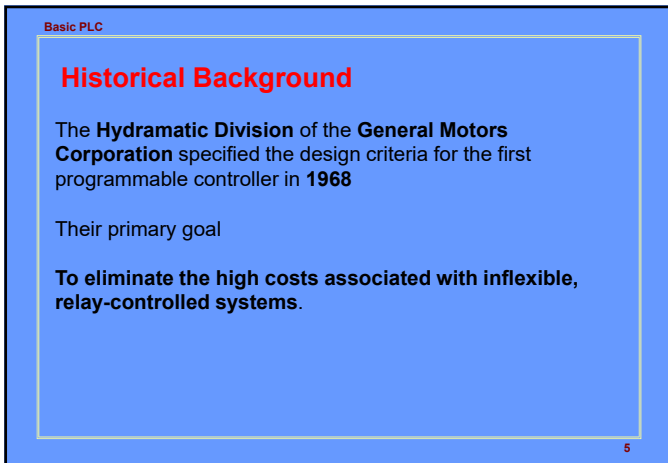 Basic PLC
Historical Background
The Hydramatic Division of the General Motors
Corporation specified the design criteria for the first
programmable controller in 1968
Their primary goal
To eliminate the high costs associated with inflexible,
relay-controlled systems.
5